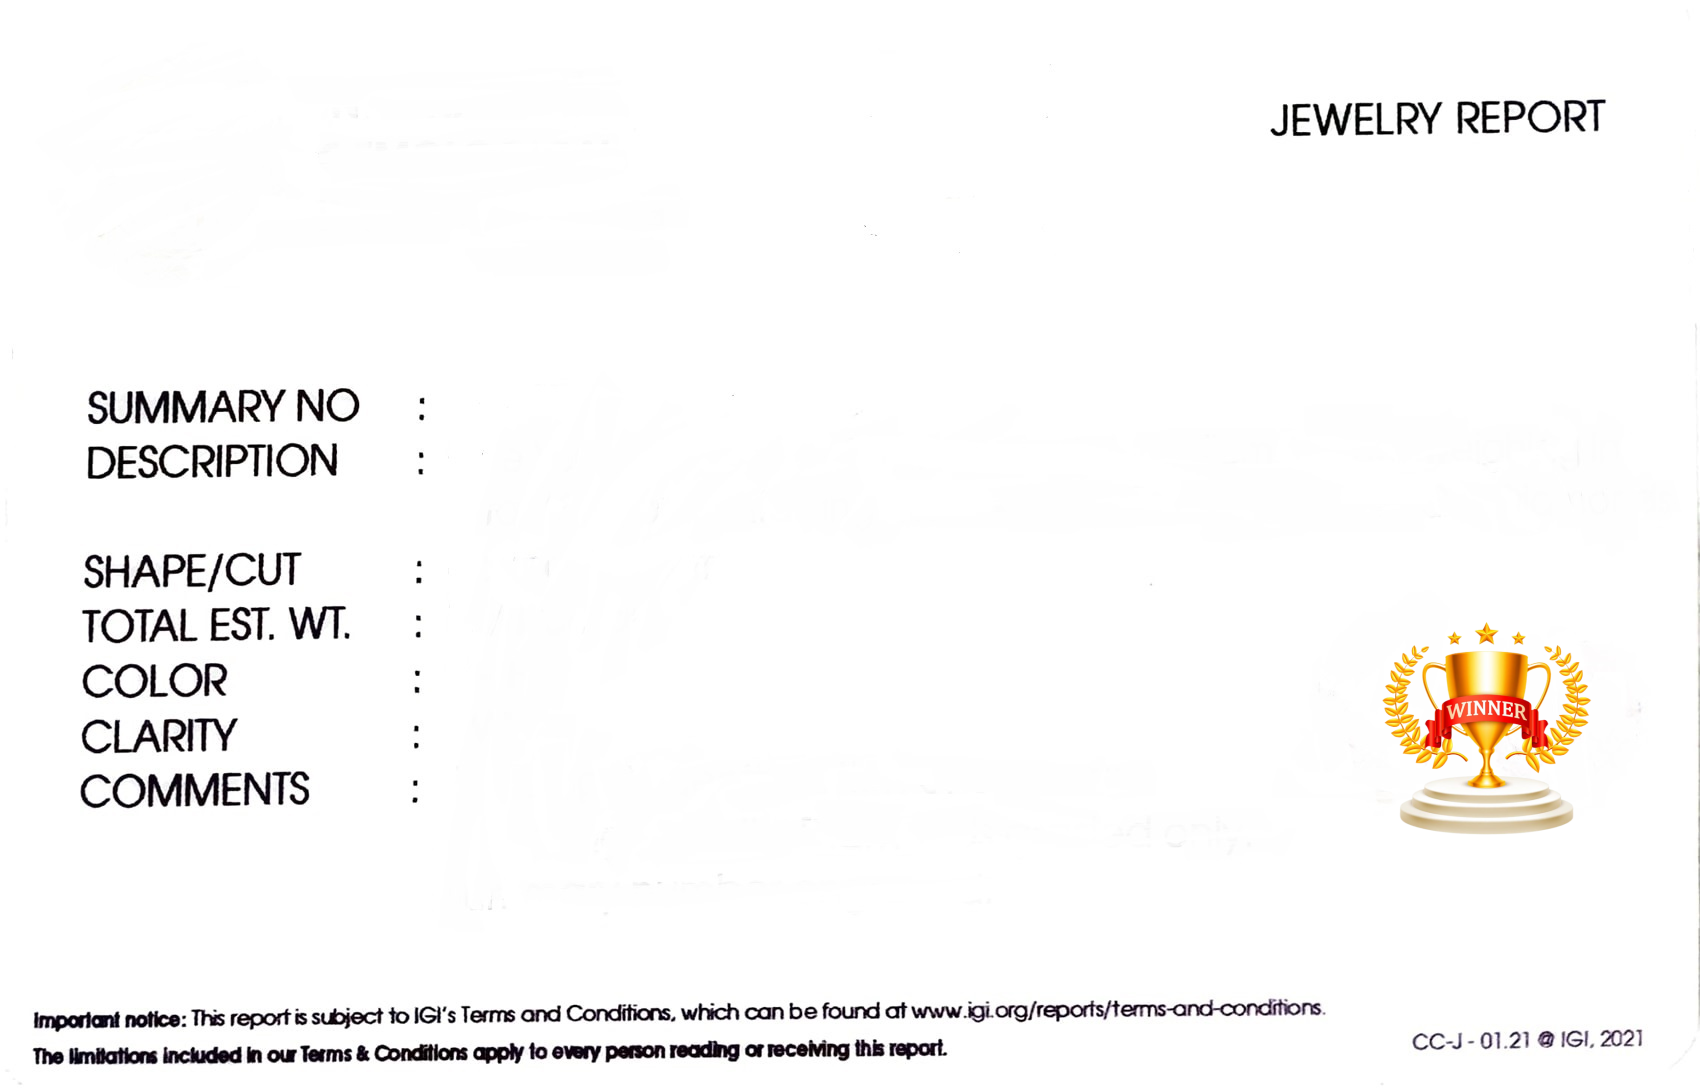 JEWELRY REPORT
SUMMARY NO :
DESCRIPTION :
SHAPE/CUT :
TOTAL EST. WT. :
COLOR :
CLARITY :
COMMENTS :
WINNER
Important notice: This report is subject to IGI's Terms and Conditions, which can be found at www.igi.org/reports/terms-and-conditions.
The limitations included in our Terms & Conditions apply to every person reading or receiving this report.
CC-J - 01.21 @ IGI, 2021